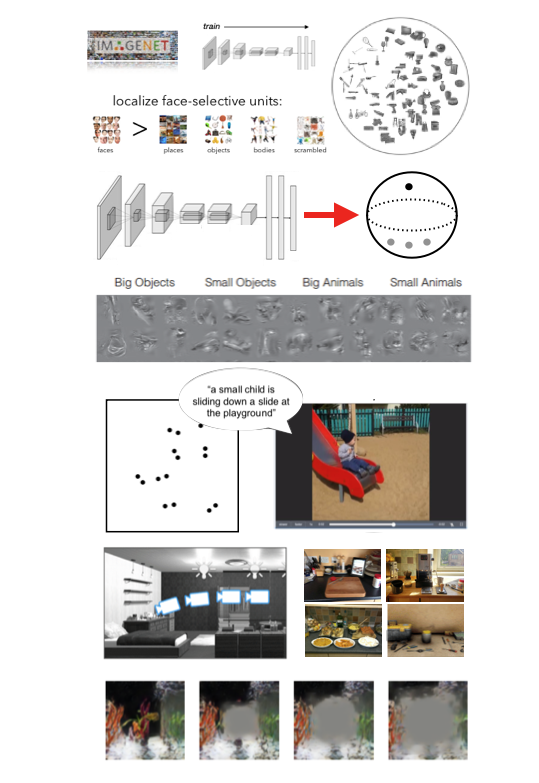 train
IMAGENET
localize face-selective units:
>
faces
places
objects
bodies
scrambled
Big Objects
Small Objects
Big Animals
Small Animals
"a small child is
sliding down a slide at
the playground"